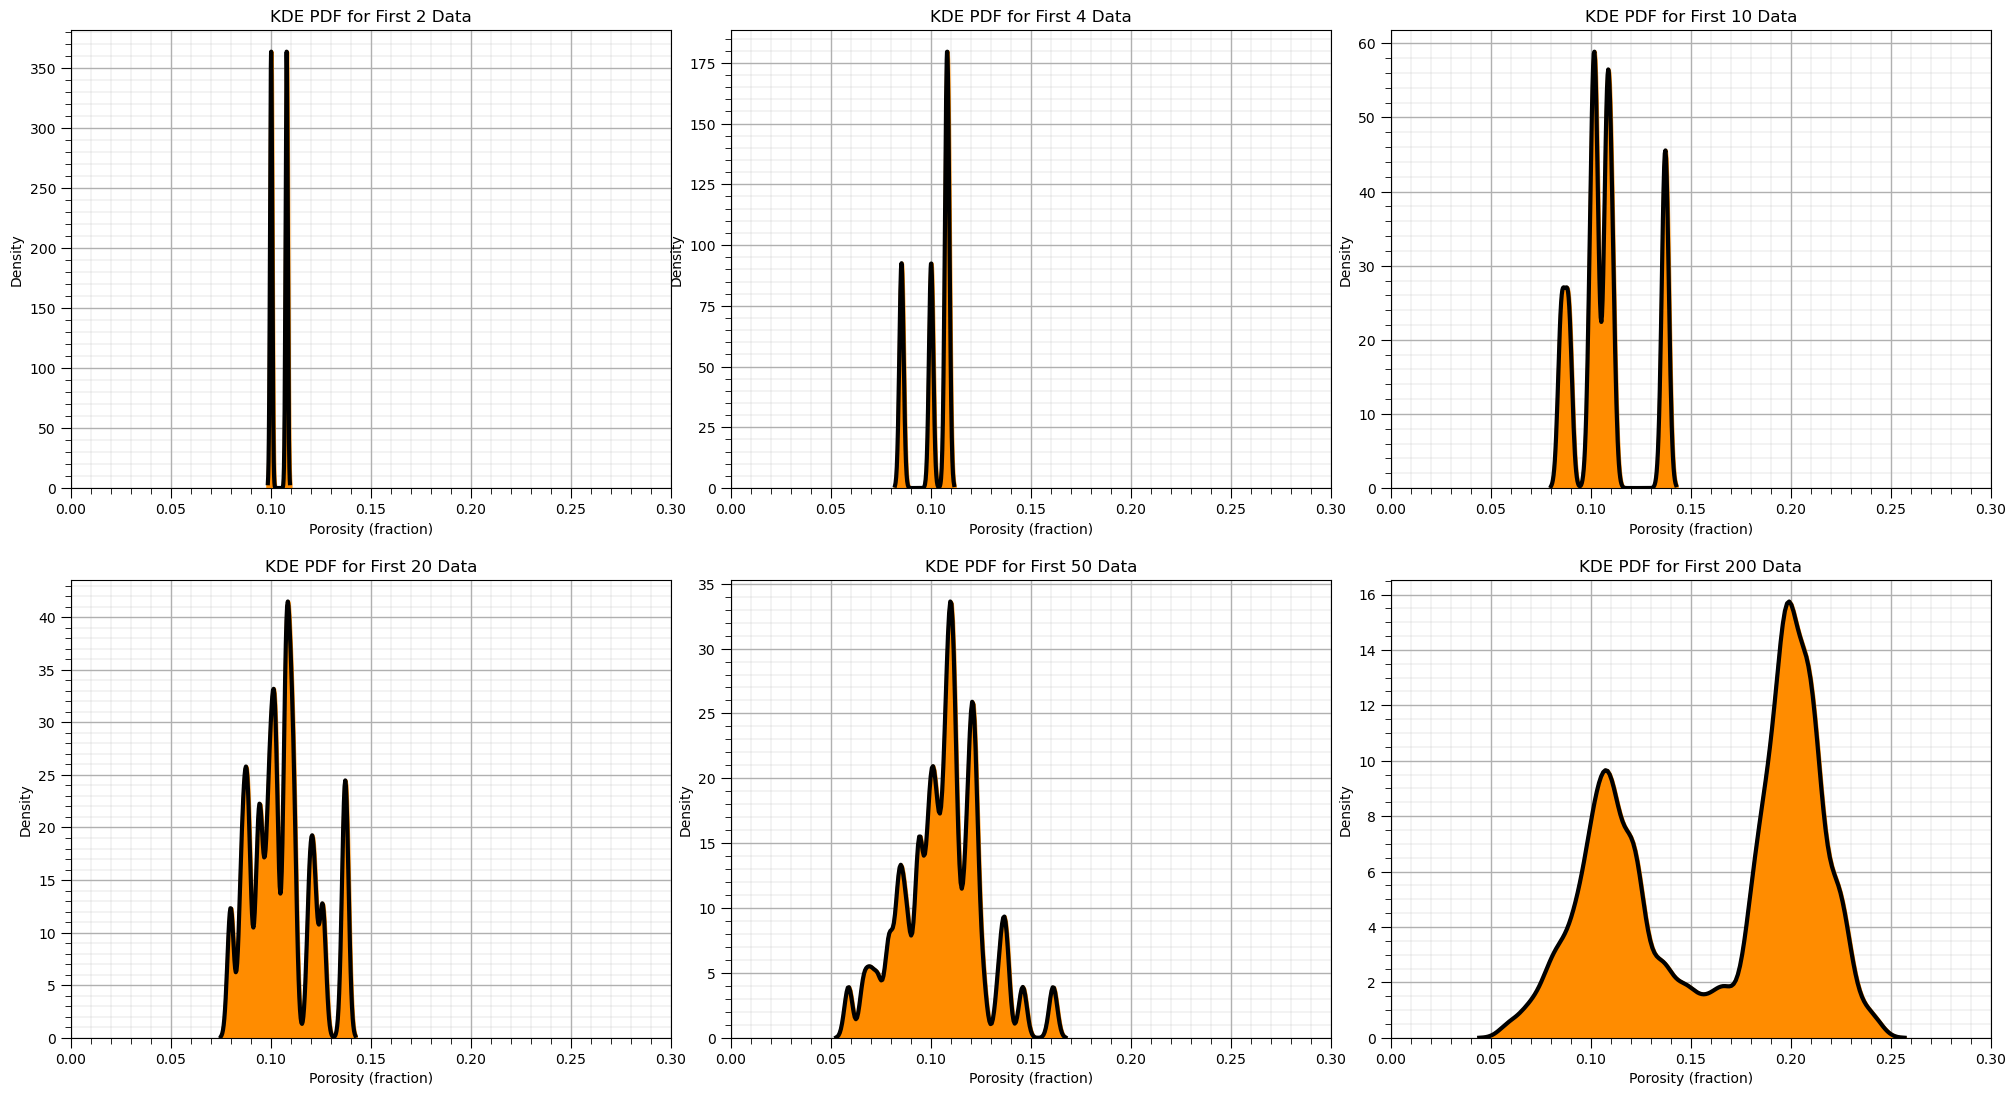 KDE PDF for First 2 Data
350
300
250
200
150
100
50
0
Density
0.00 0.05 0.10 0.15 0.20 0.25 0.30
Porosity (fraction)
KDE PDF for First 4 Data
175
150
125
100
75
50
25
0
Density
0.00 0.05 0.10 0.15 0.20 0.25 0.30
Porosity (fraction)
KDE PDF for First 10 Data
60
50
40
30
20
10
0
Density
0.00 0.05 0.10 0.15 0.20 0.25 0.30
Porosity (fraction)
KDE PDF for First 20 Data
40
35
30
25
20
15
10
5
0
Density
0.00 0.05 0.10 0.15 0.20 0.25 0.30
Porosity (fraction)
KDE PDF for First 50 Data
35
30
25
20
15
10
5
0
Density
0.00 0.05 0.10 0.15 0.20 0.25 0.30
Porosity (fraction)
KDE PDF for First 200 Data
16
14
12
10
8
6
4
2
0
Density
0.00 0.05 0.10 0.15 0.20 0.25 0.30
Porosity (fraction)